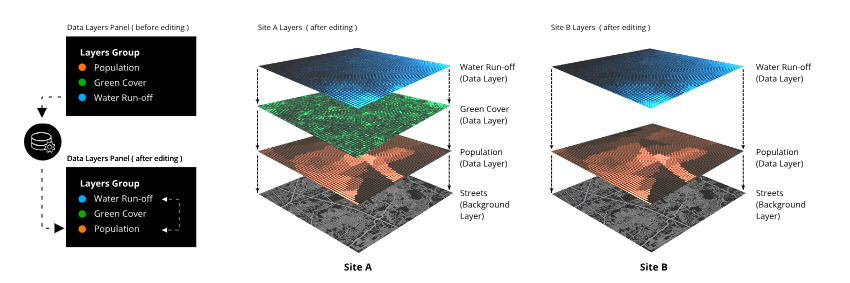 Data Layers Panel ( before editing )
Layers Group
Population
Green Cover
Water Run-off
Data Layers Panel ( after editing )
Layers Group
Water Run-off
Green Cover
Population
Site A Layers ( after editing )
Water Run-off
(Data Layer)
Green Cover
(Data Layer)
Population
(Data Layer)
Streets
(Background
Layer)
Site A
Site B Layers ( after editing )
Water Run-off
(Data Layer)
Population
(Data Layer)
Streets
(Background
Layer)
Site B